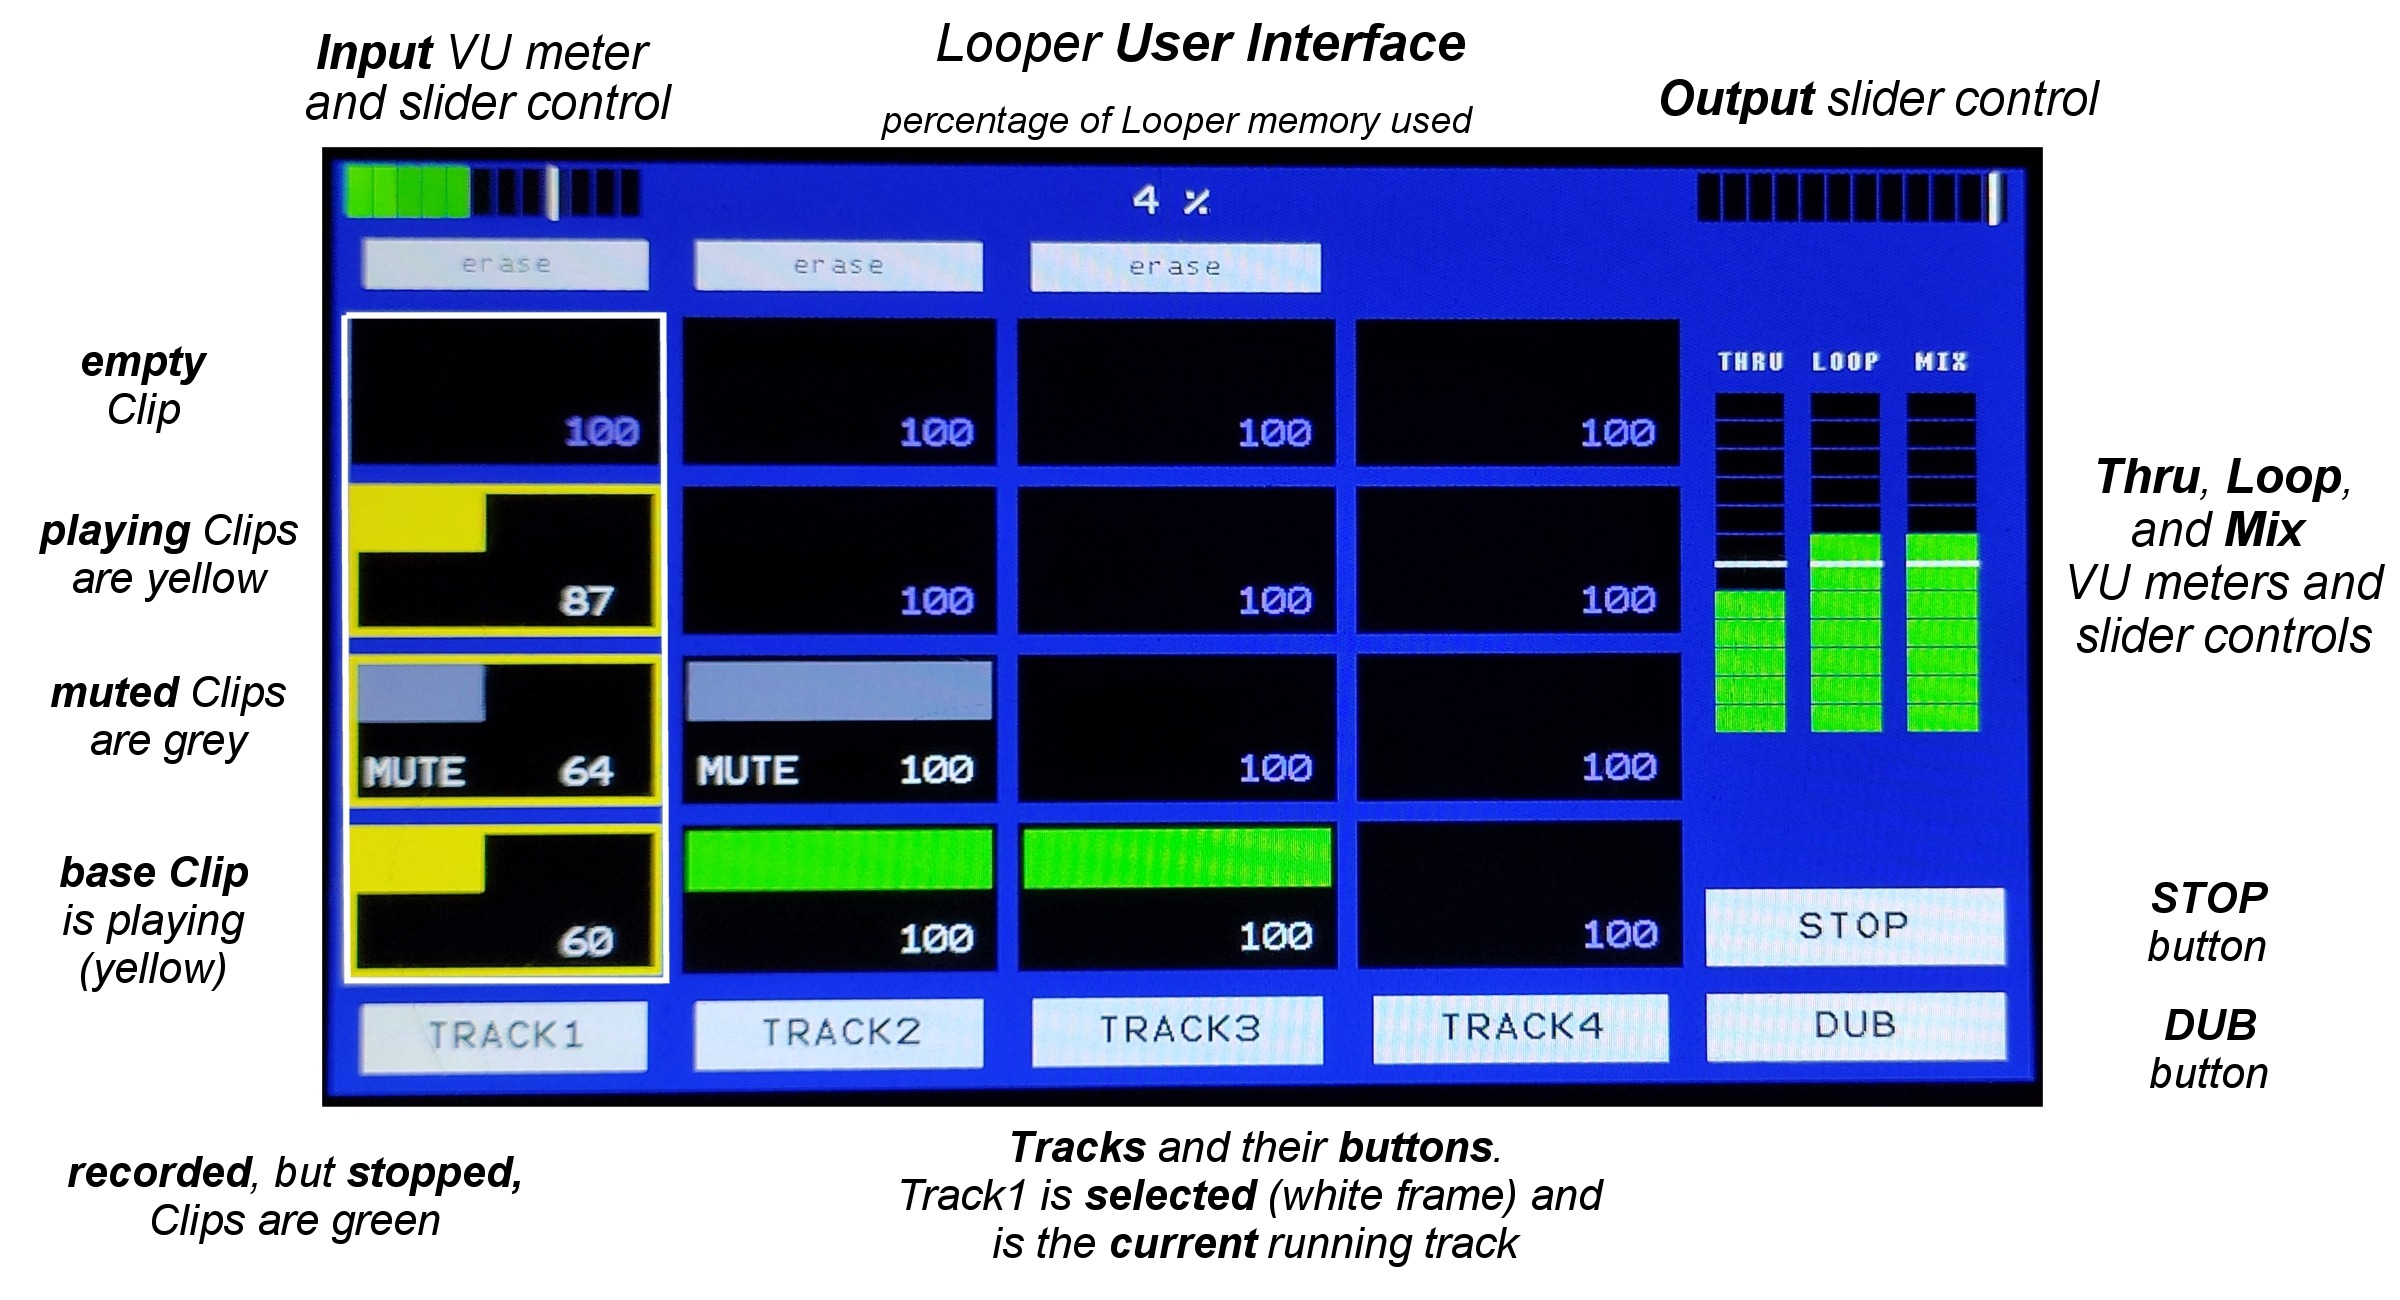 Input VU meter
and slider control
Looper User Interface
percentage of Looper memory used
Output slider control
4 %
erase
erase
erase
empty
Clip
100
100
100
100
THRU LOOP MIX
playing Clips
are yellow
87
100
100
100
Thru, Loop,
and Mix
VU meters and
slider controls
muted Clips
are grey
MUTE 64
MUTE 100
100
100
base Clip
is playing
(yellow)
60
100
100
100
STOP
STOP
button
TRACK1
TRACK2
TRACK3
TRACK4
DUB
DUB
button
recorded, but stopped,
Clips are green
Tracks and their buttons.
Track1 is selected (white frame) and
is the current running track